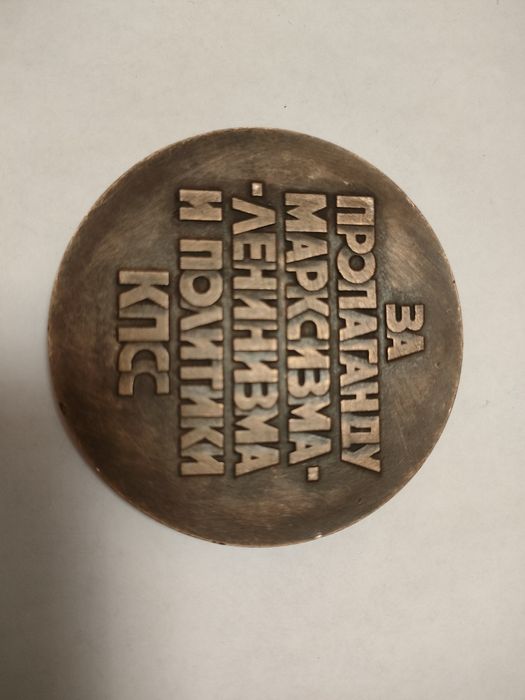 ЗА
ПРОПАГАНДУ
МАРКСИЗМА-
-ЛЕНИНИЗМА
И ПОЛИТИКИ
КПСС